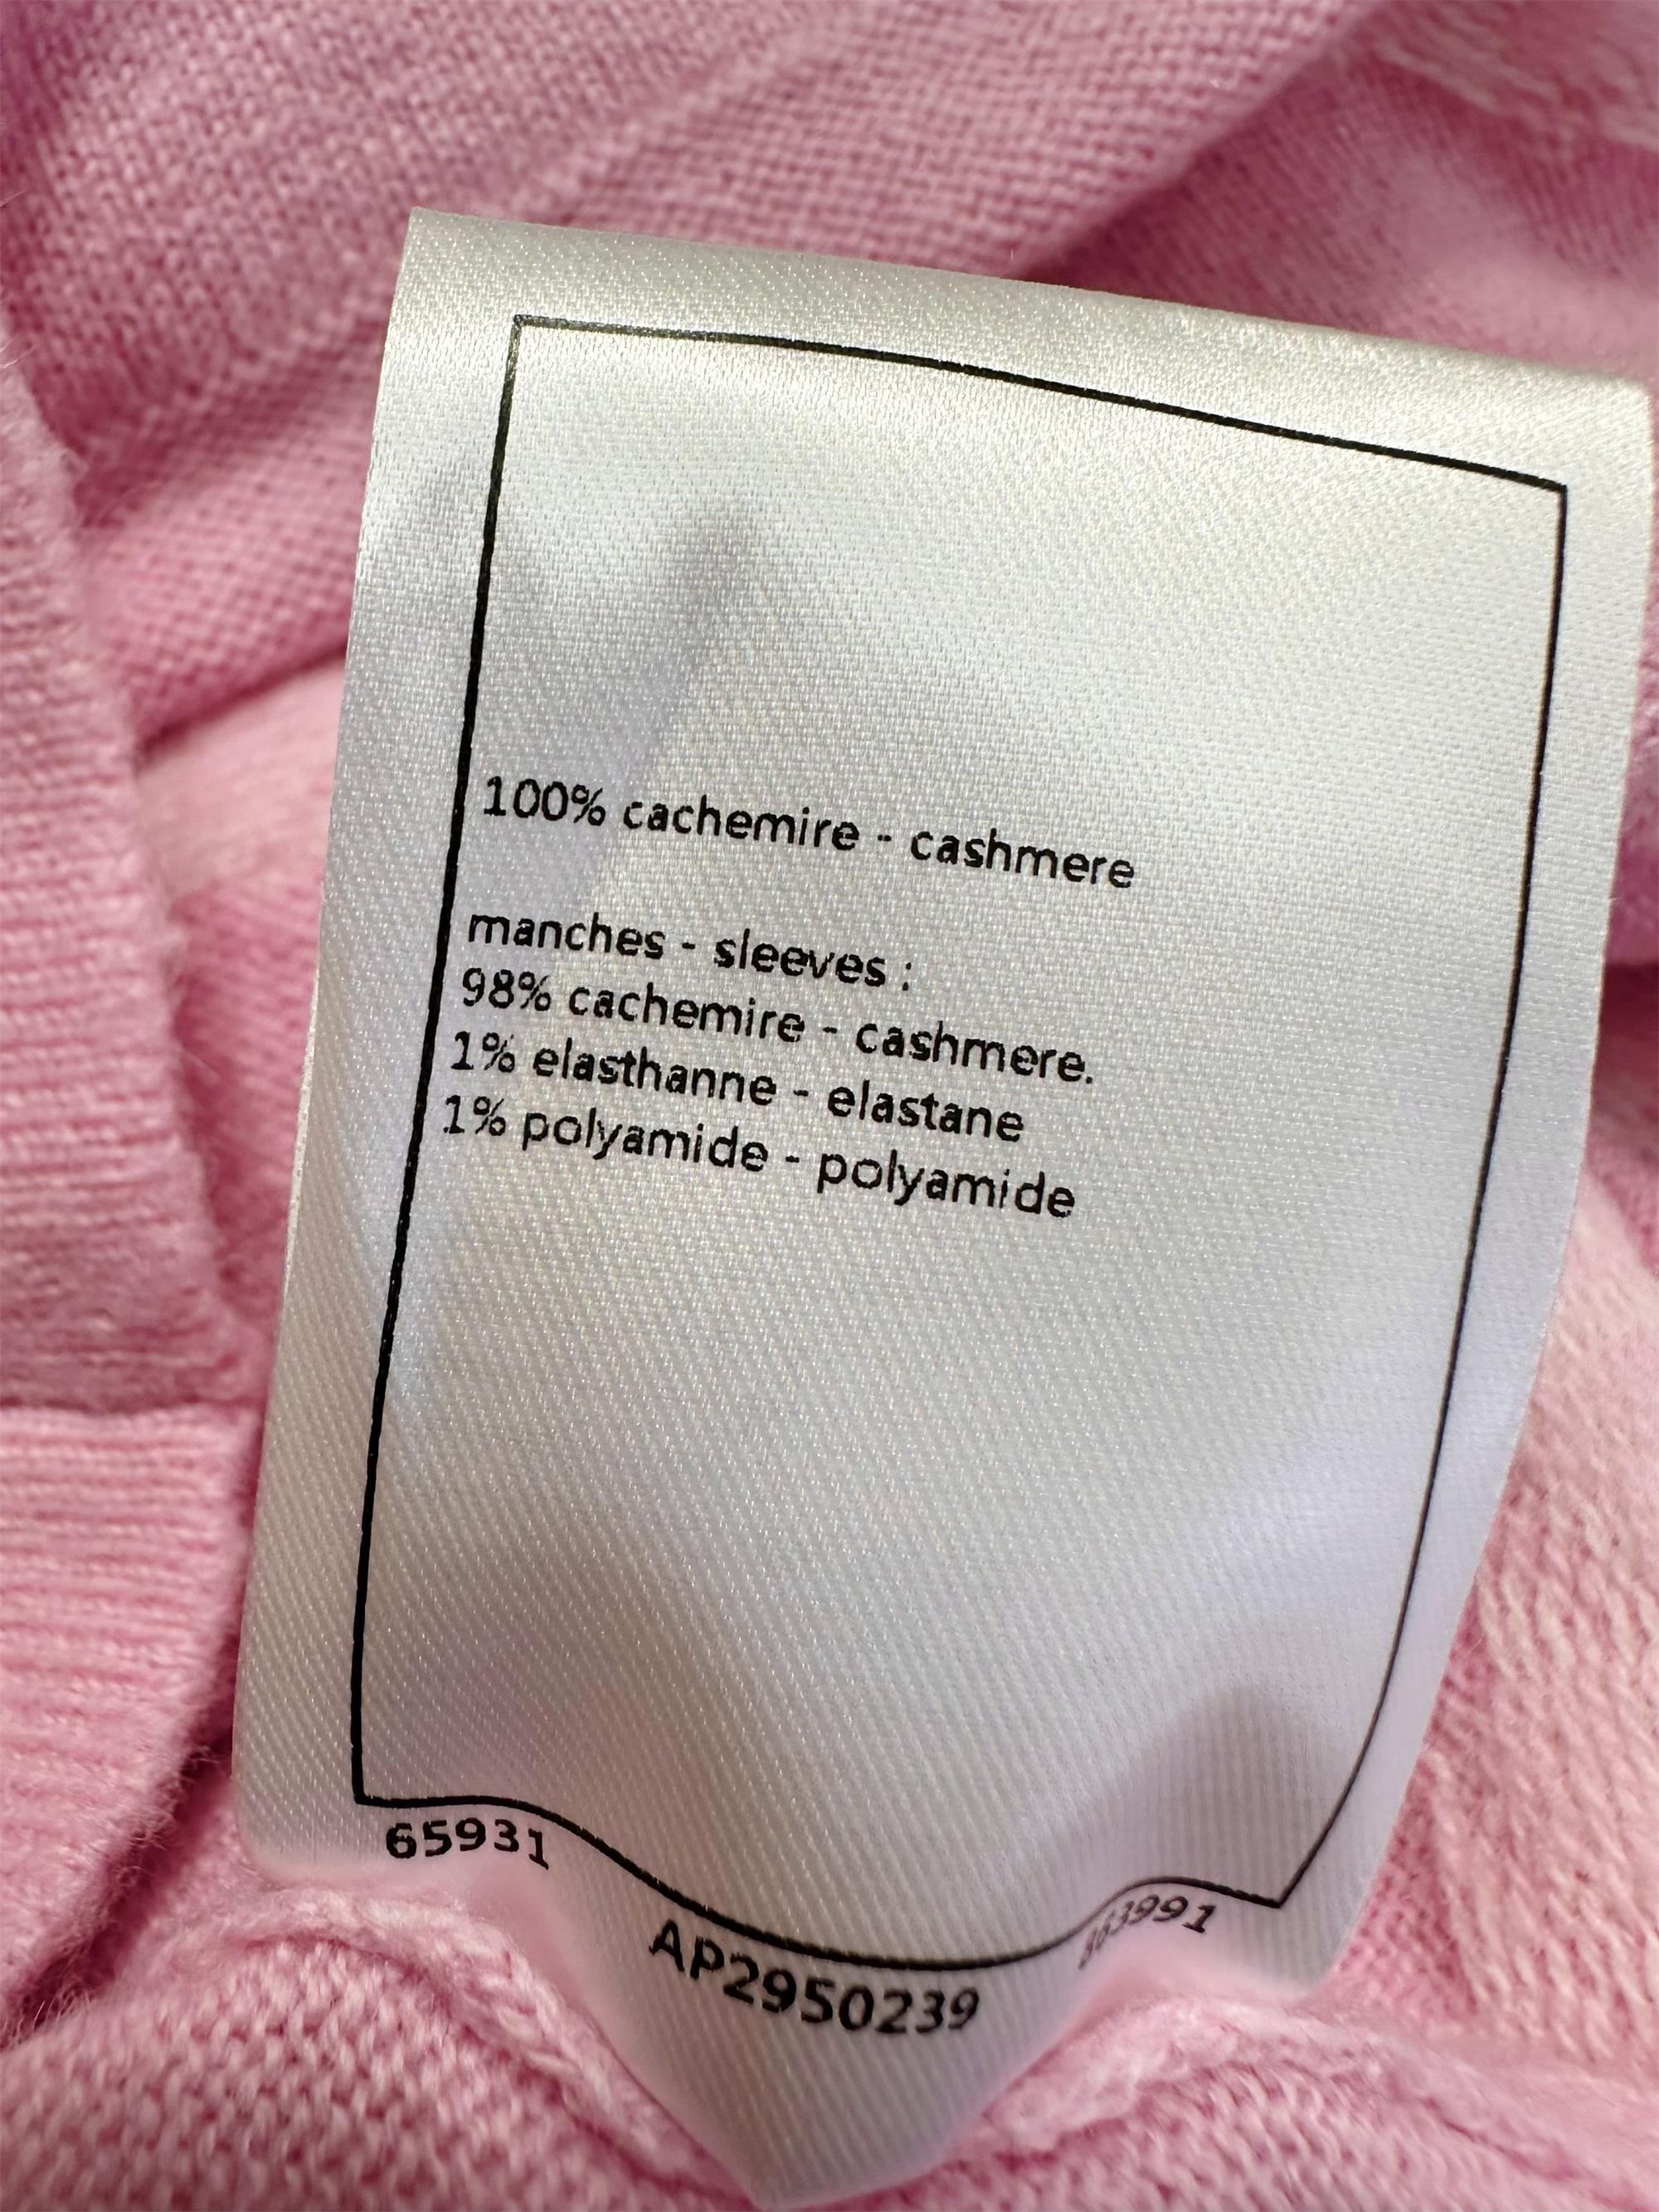 100% cachemire - cashmere
manches - sleeves :
98% cachemire - cashmere.
1% elasthanne - elastane
1% polyamide - polyamide
65931
AP2950239